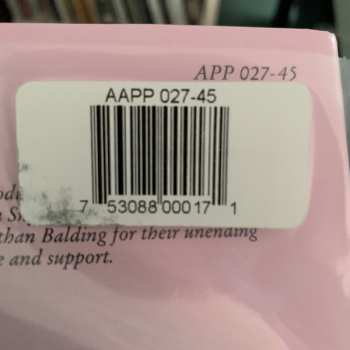 APP 027-45
AAPP 027-45
7 53088 00017 1
than Balding for their unending
e and support.